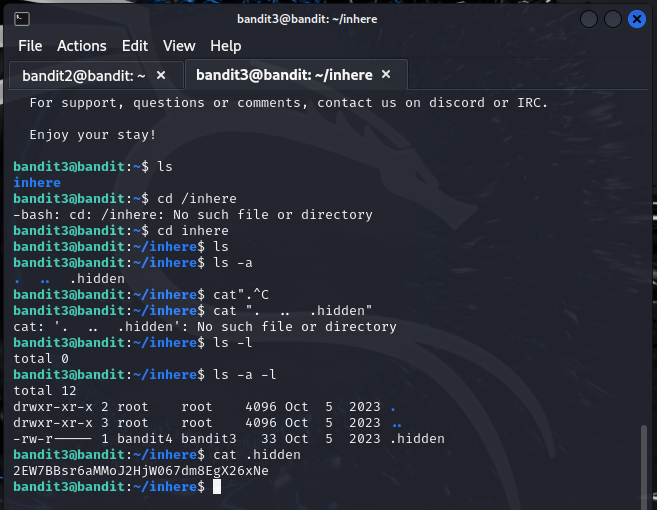 bandit3@bandit: ~/inhere
File Actions Edit View Help
bandit2@bandit: ~ × bandit3@bandit: ~/inhere ×
For support, questions or comments, contact us on discord or IRC.
Enjoy your stay!
bandit3@bandit:~$ ls
inhere
bandit3@bandit:~$ cd /inhere
-bash: cd: /inhere: No such file or directory
bandit3@bandit:~$ cd inhere
bandit3@bandit:~/inhere$ ls
bandit3@bandit:~/inhere$ ls -a
.  ..  .hidden
bandit3@bandit:~/inhere$ cat".^C
bandit3@bandit:~/inhere$ cat ".  ..  .hidden"
cat: '.  ..  .hidden': No such file or directory
bandit3@bandit:~/inhere$ ls -l
total 0
bandit3@bandit:~/inhere$ ls -a -l
total 12
drwxr-xr-x 2 root    root    4096 Oct  5  2023 .
drwxr-xr-x 3 root    root    4096 Oct  5  2023 ..
-rw-r----- 1 bandit4 bandit3   33 Oct  5  2023 .hidden
bandit3@bandit:~/inhere$ cat .hidden
2EW7BBsr6aMMoJ2HjW067dm8EgX26xNe
bandit3@bandit:~/inhere$